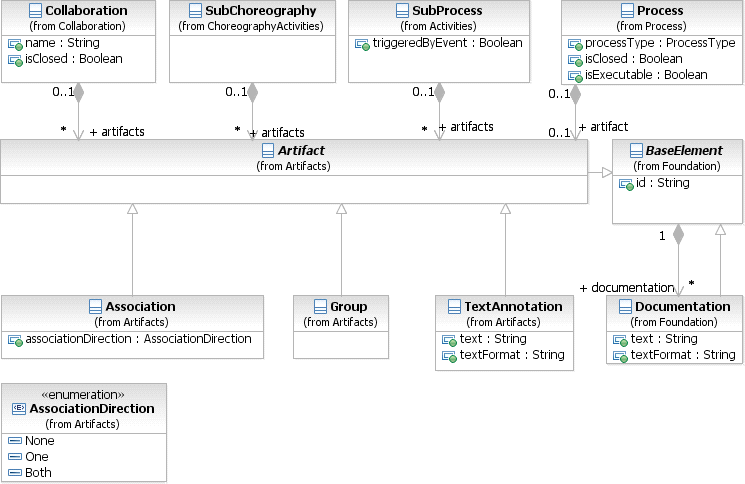 Collaboration
(from Collaboration)
name : String
isClosed : Boolean
SubChoreography
(from ChoreographyActivities)
SubProcess
(from Activities)
triggeredByEvent : Boolean
Process
(from Process)
processType : ProcessType
isClosed : Boolean
isExecutable : Boolean
0..1
0..1
0..1
0..1
*
+ artifacts
*
+ artifacts
*
+ artifacts
0..1
+ artifact
Artifact
(from Artifacts)
BaseElement
(from Foundation)
id : String
1
+ documentation
*
Association
(from Artifacts)
associationDirection : AssociationDirection
Group
(from Artifacts)
TextAnnotation
(from Artifacts)
text : String
textFormat : String
Documentation
(from Foundation)
text : String
textFormat : String
«enumeration»
AssociationDirection
(from Artifacts)
None
One
Both